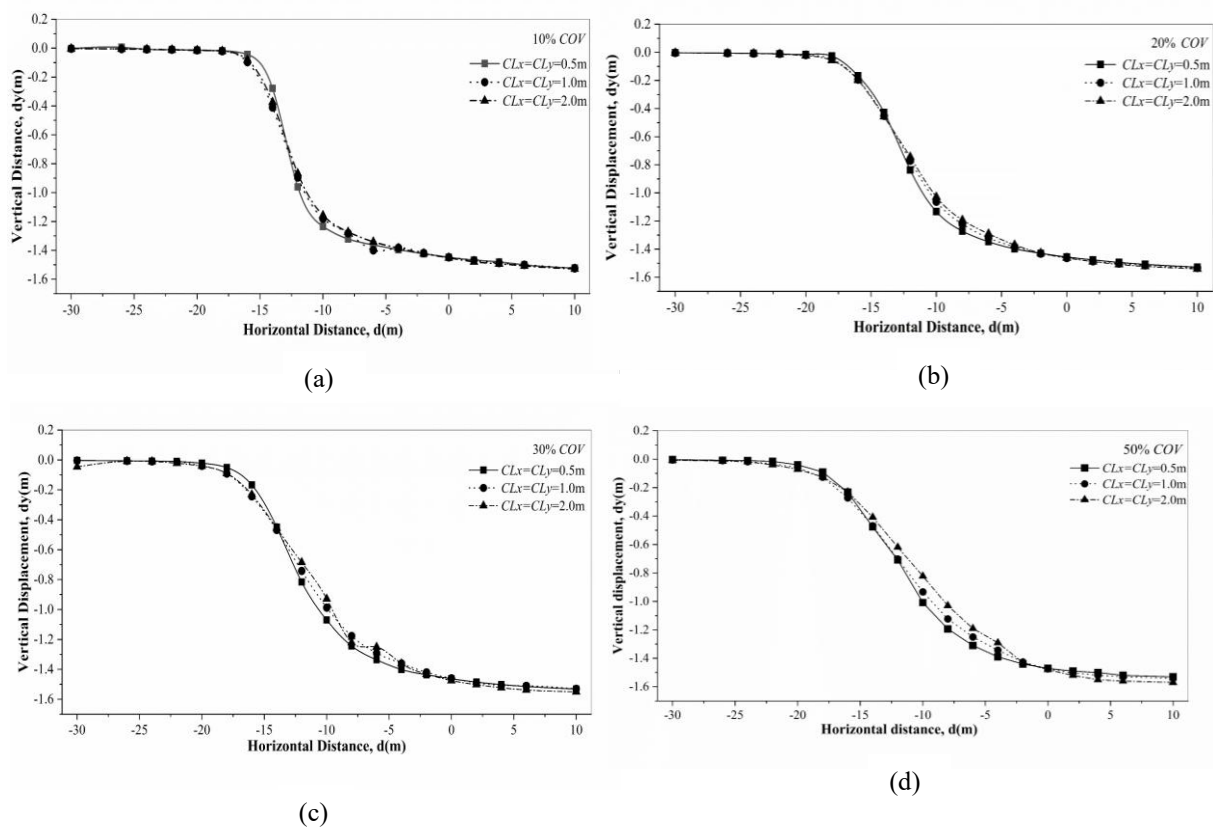 0.2
0.0
-0.2
-0.4
-0.6
-0.8
-1.0
-1.2
-1.4
-1.6
Vertical Distance, dy(m)
10% COV
CLx=CLy=0.5m
CLx=CLy=1.0m
CLx=CLy=2.0m
-30 -25 -20 -15 -10 -5 0 5 10
Horizontal Distance, d(m)
(a)
0.2
0.0
-0.2
-0.4
-0.6
-0.8
-1.0
-1.2
-1.4
-1.6
Vertical Displacement, dy(m)
20% COV
CLx=CLy=0.5m
CLx=CLy=1.0m
CLx=CLy=2.0m
-30 -25 -20 -15 -10 -5 0 5 10
Horizontal Distance, d(m)
(b)
0.2
0.0
-0.2
-0.4
-0.6
-0.8
-1.0
-1.2
-1.4
-1.6
Vertical Displacement, dy(m)
30% COV
CLx=CLy=0.5m
CLx=CLy=1.0m
CLx=CLy=2.0m
-30 -25 -20 -15 -10 -5 0 5 10
Horizontal Distance, d(m)
(c)
0.2
0.0
-0.2
-0.4
-0.6
-0.8
-1.0
-1.2
-1.4
-1.6
Vertical displacement, dy(m)
50% COV
CLx=CLy=0.5m
CLx=CLy=1.0m
CLx=CLy=2.0m
-30 -25 -20 -15 -10 -5 0 5 10
Horizontal distance, d(m)
(d)